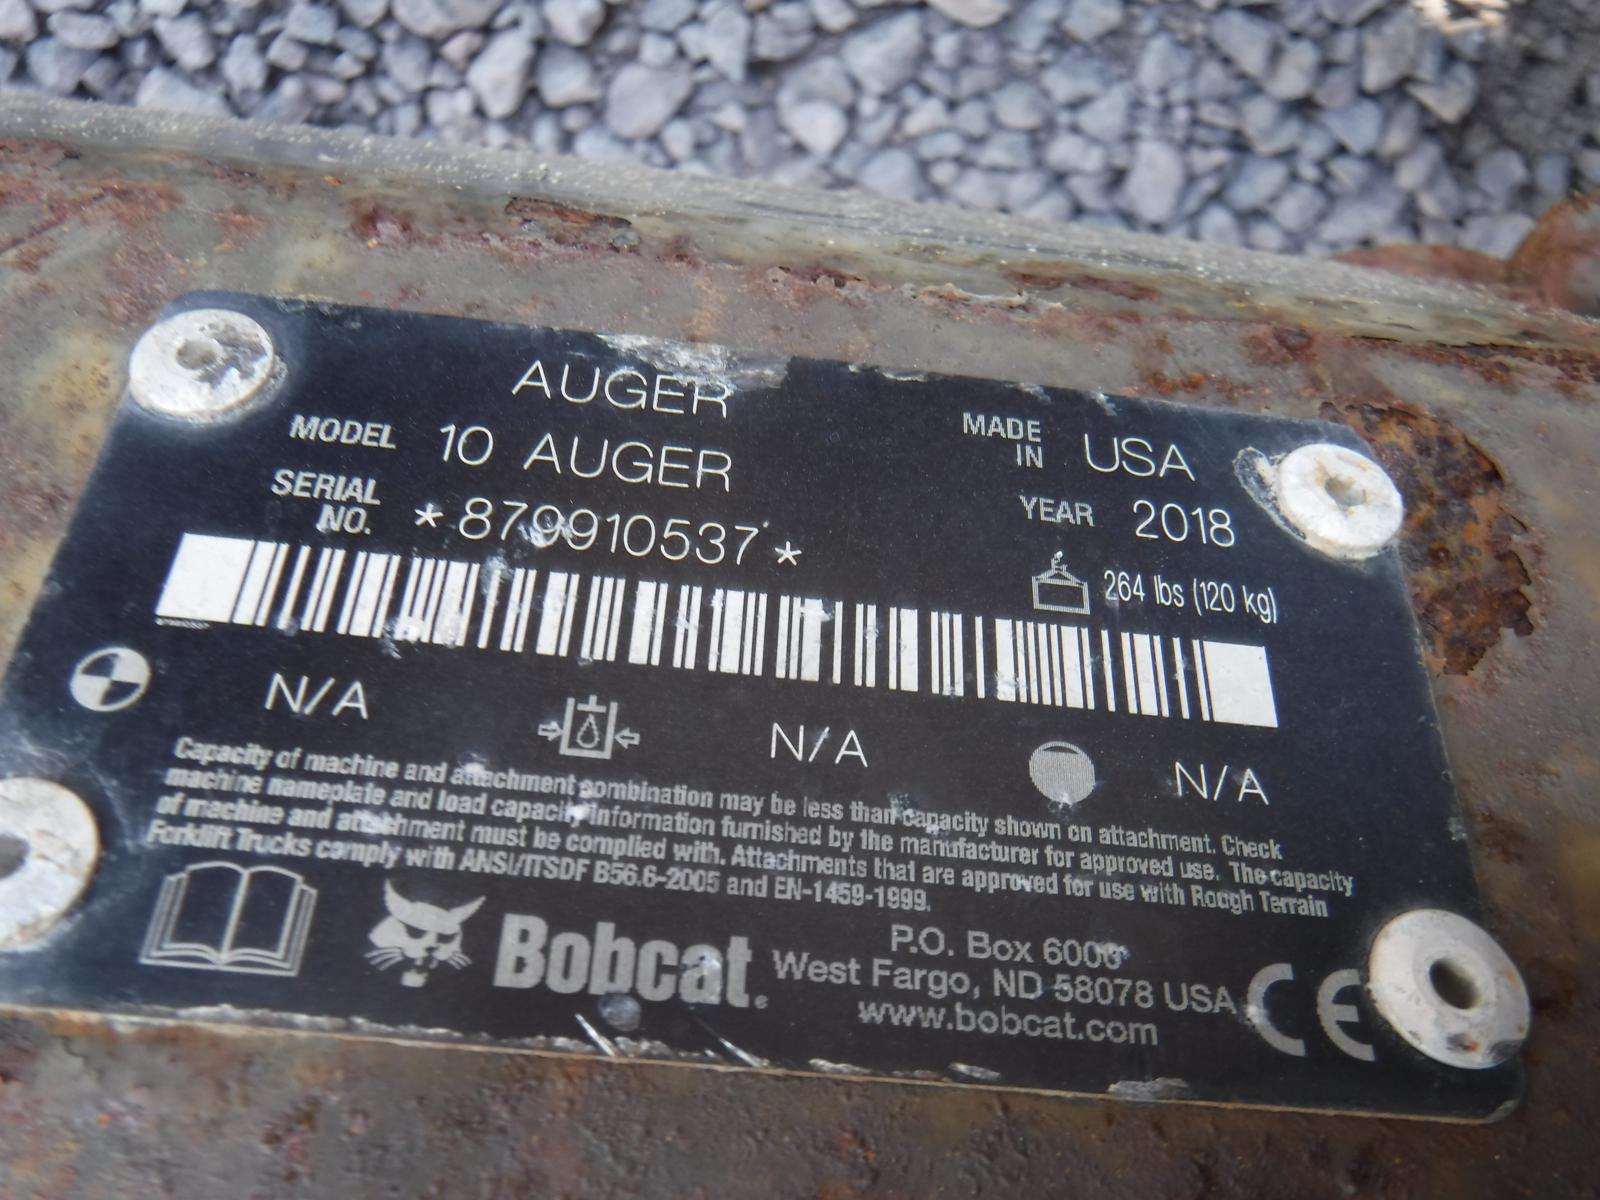 AUGER
MODEL 10 AUGER
MADE IN USA
SERIAL NO. *879910537*
YEAR 2018
264 lbs (120 kg)
N/A N/A N/A
Capacity of machine and attachment combination may be less than capacity shown on attachment. Check
machine nameplate and load capacity information furnished by the manufacturer for approved use. The capacity
of machine and attachment must be complied with. Attachments that are approved for use with Rough Terrain
Forklift Trucks comply with ANSI/ITSDF B56.6-2005 and EN-1459-1999.
Bobcat
P.O. Box 6000
West Fargo, ND 58078 USA
www.bobcat.com
CE